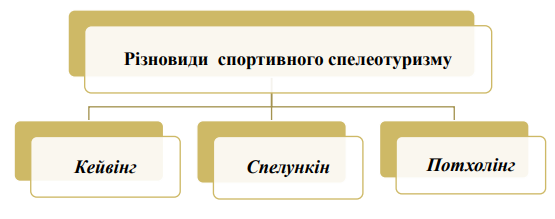 Різновиди спортивного спелеотуризму
Кейвінг
Спелункін
Потхолінг